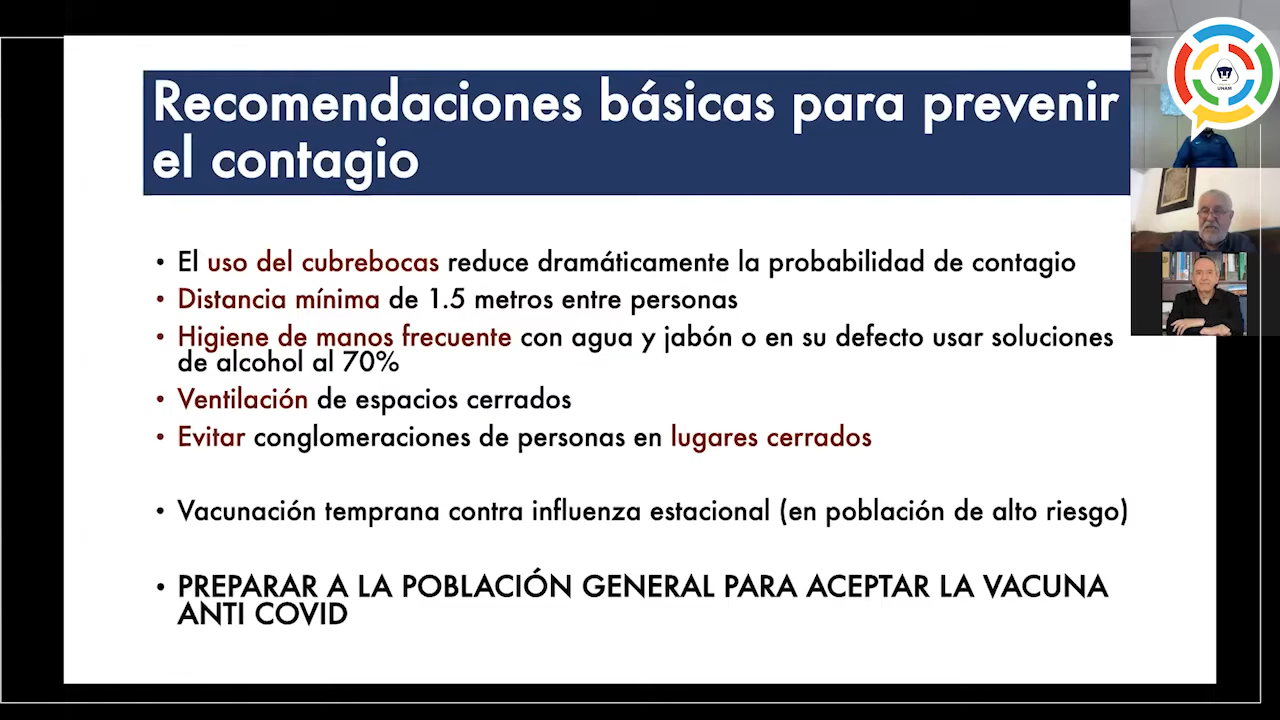 Recomendaciones básicas para prevenir
el contagio
• El uso del cubrebocas reduce dramáticamente la probabilidad de contagio
• Distancia mínima de 1.5 metros entre personas
• Higiene de manos frecuente con agua y jabón o en su defecto usar soluciones
de alcohol al 70%
• Ventilación de espacios cerrados
• Evitar conglomeraciones de personas en lugares cerrados
• Vacunación temprana contra influenza estacional (en población de alto riesgo)
• PREPARAR A LA POBLACIÓN GENERAL PARA ACEPTAR LA VACUNA
ANTI COVID
UNAM